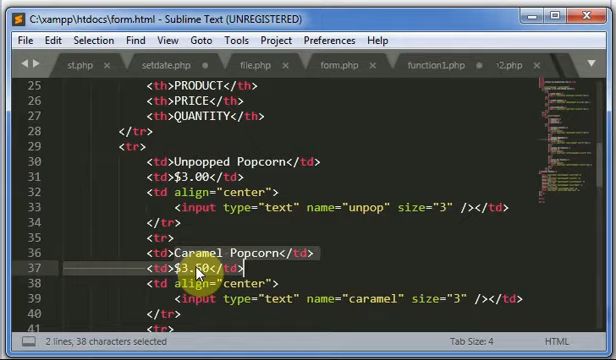 C:\xampp\htdocs\form.html - Sublime Text (UNREGISTERED)
File Edit Selection Find View Goto Tools Project Preferences Help
st.php setdate.php file.php form.php function1.php r2.php
25 <th>PRODUCT</th>
26 <th>PRICE</th>
27 <th>QUANTITY</th>
28 </tr>
29 <tr>
30 <td>Unpopped Popcorn</td>
31 <td>$3.00</td>
32 <td align="center">
33 <input type="text" name="unpop" size="3" /></td>
34 </tr>
35 <tr>
36 <td>Caramel Popcorn</td>
37 <td>$3.50</td>
38 <td align="center">
39 <input type="text" name="caramel" size="3" /></td>
40 </tr>
41 <tr>
2 lines, 38 characters selected Tab Size: 4 HTML